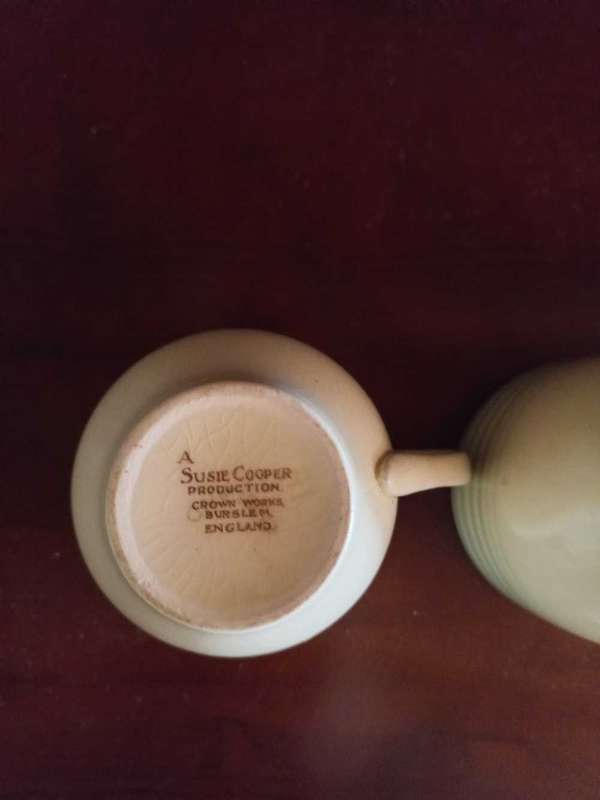 A
SUSIE COOPER
PRODUCTION.
CROWN WORKS,
BURSLEM,
ENGLAND.